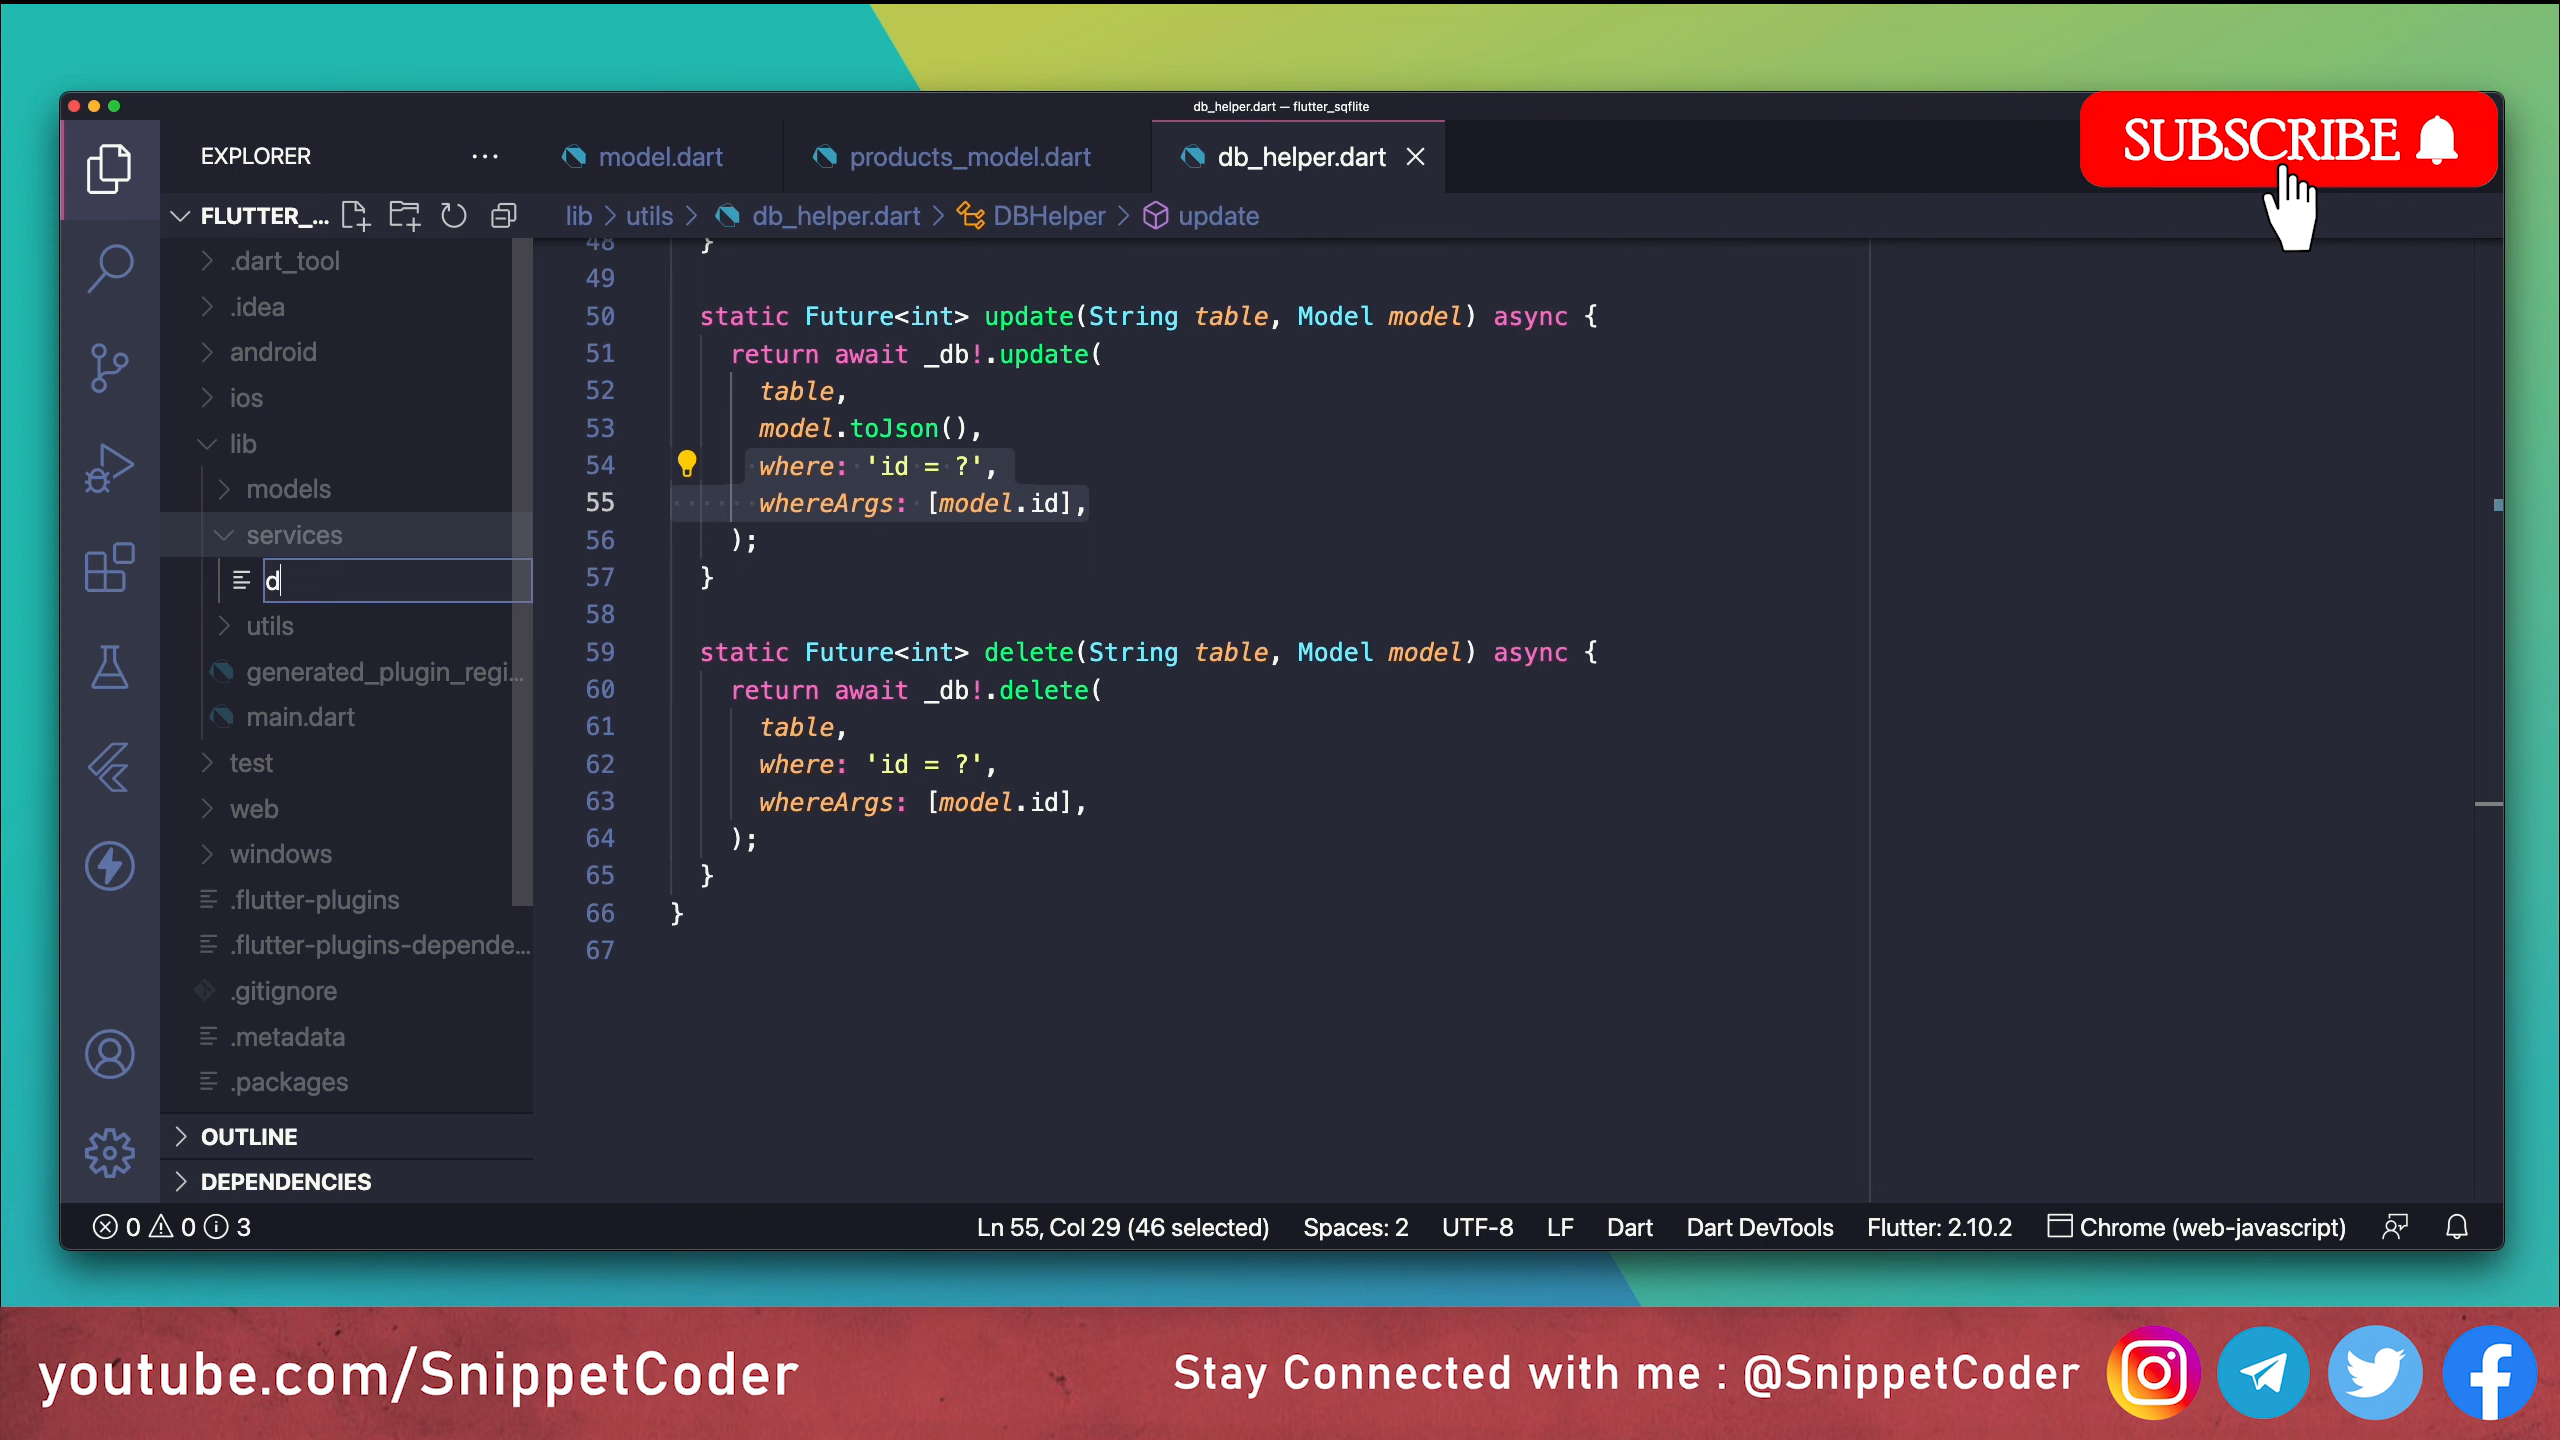 db_helper.dart — flutter_sqflite
SUBSCRIBE
EXPLORER
model.dart
products_model.dart
db_helper.dart
FLUTTER_...
lib > utils > db_helper.dart > DBHelper > update
.dart_tool
.idea
android
ios
lib
models
services
d
utils
generated_plugin_regi...
main.dart
test
web
windows
.flutter-plugins
.flutter-plugins-depende...
.gitignore
.metadata
.packages
OUTLINE
DEPENDENCIES
48 }
49
50 static Future<int> update(String table, Model model) async {
51 return await _db!.update(
52 table,
53 model.toJson(),
54 where: 'id = ?',
55 whereArgs: [model.id],
56 );
57 }
58
59 static Future<int> delete(String table, Model model) async {
60 return await _db!.delete(
61 table,
62 where: 'id = ?',
63 whereArgs: [model.id],
64 );
65 }
66 }
67
0 0 3
Ln 55, Col 29 (46 selected) Spaces: 2 UTF-8 LF Dart Dart DevTools Flutter: 2.10.2 Chrome (web-javascript)
youtube.com/SnippetCoder
Stay Connected with me : @SnippetCoder